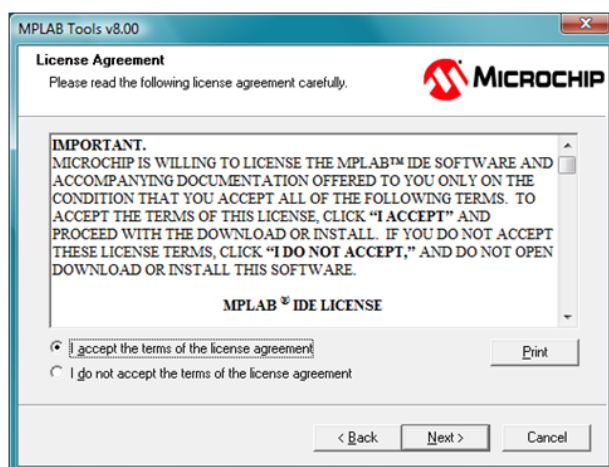 MPLAB Tools v8.00
License Agreement
Please read the following license agreement carefully.
MICROCHIP
IMPORTANT.
MICROCHIP IS WILLING TO LICENSE THE MPLAB™ IDE SOFTWARE AND
ACCOMPANYING DOCUMENTATION OFFERED TO YOU ONLY ON THE
CONDITION THAT YOU ACCEPT ALL OF THE FOLLOWING TERMS. TO
ACCEPT THE TERMS OF THIS LICENSE, CLICK “I ACCEPT” AND
PROCEED WITH THE DOWNLOAD OR INSTALL. IF YOU DO NOT ACCEPT
THESE LICENSE TERMS, CLICK “I DO NOT ACCEPT,” AND DO NOT OPEN
DOWNLOAD OR INSTALL THIS SOFTWARE.
MPLAB ® IDE LICENSE
I accept the terms of the license agreement
Print
I do not accept the terms of the license agreement
< Back
Next >
Cancel